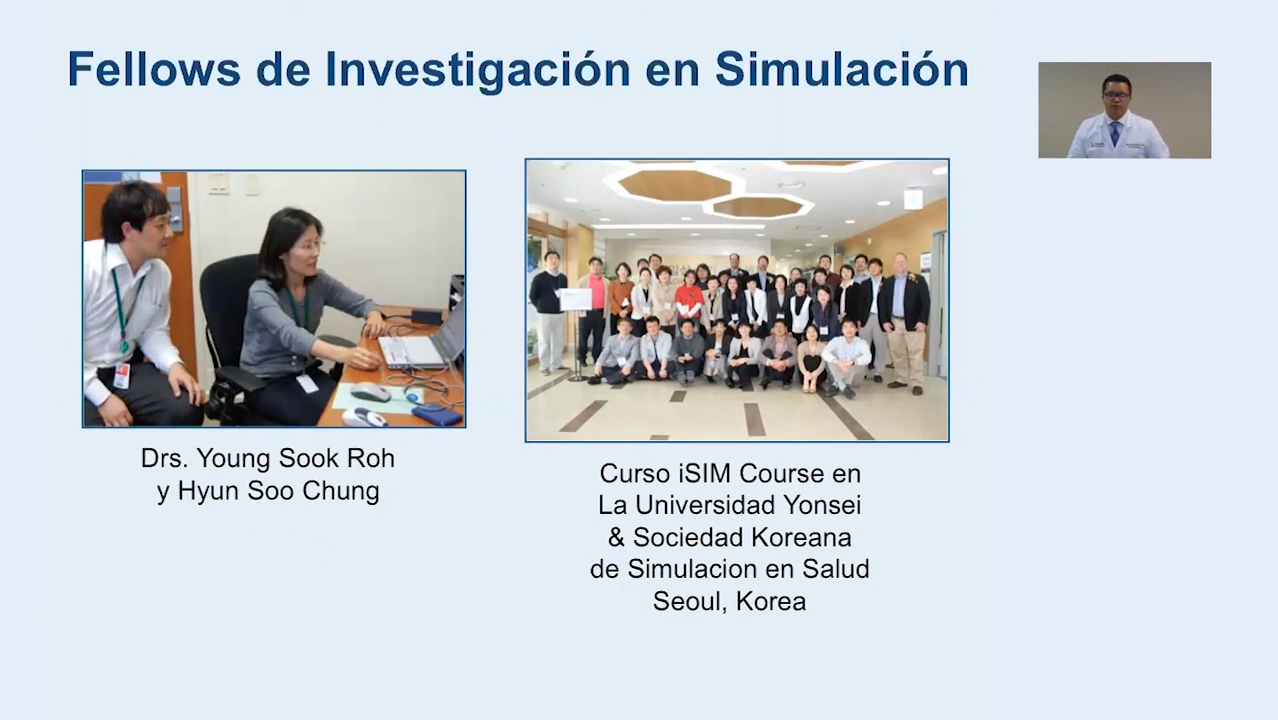 Fellows de Investigación en Simulación
Drs. Young Sook Roh
y Hyun Soo Chung
Curso iSIM Course en
La Universidad Yonsei
& Sociedad Koreana
de Simulacion en Salud
Seoul, Korea